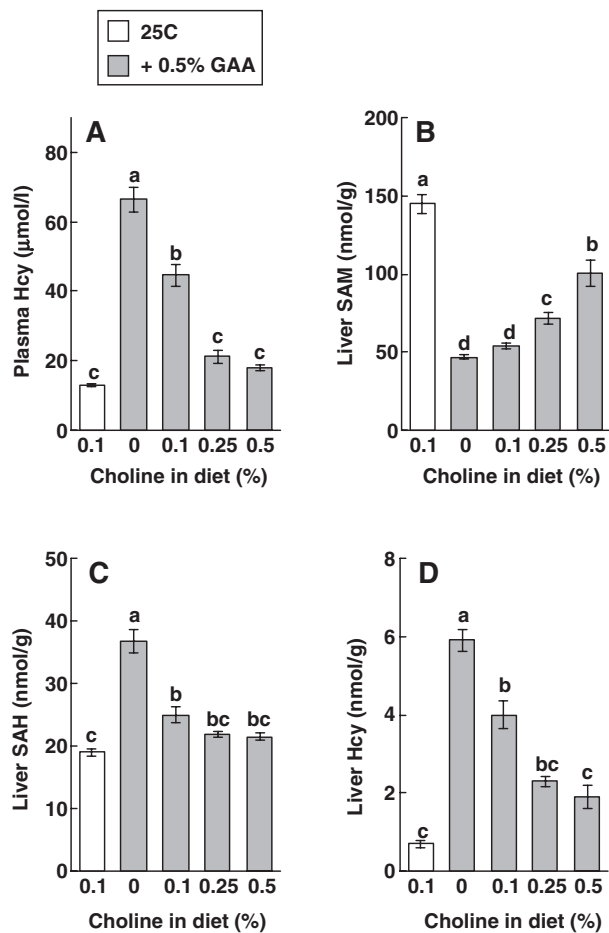 25C
+ 0.5% GAA
A
Plasma Hcy (μmol/l)
80
60
40
20
0
c
a
b
c
c
0.1 0 0.1 0.25 0.5
Choline in diet (%)
B
Liver SAM (nmol/g)
200
150
100
50
0
a
d
d
c
b
0.1 0 0.1 0.25 0.5
Choline in diet (%)
C
Liver SAH (nmol/g)
50
40
30
20
10
0
c
a
b
bc
bc
0.1 0 0.1 0.25 0.5
Choline in diet (%)
D
Liver Hcy (nmol/g)
8
6
4
2
0
c
a
b
bc
c
0.1 0 0.1 0.25 0.5
Choline in diet (%)